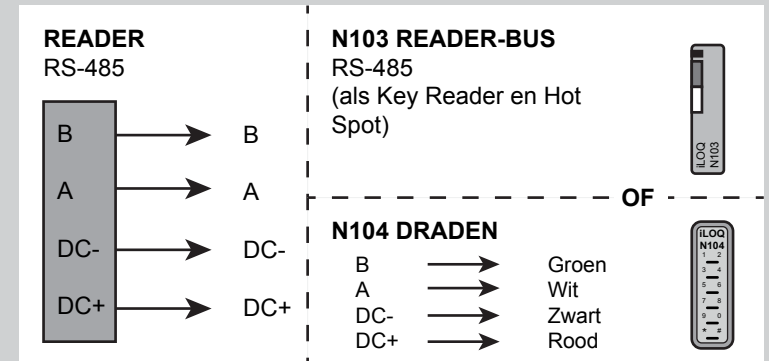 READER
RS-485
B B
A A
DC- DC-
DC+ DC+
N103 READER-BUS
RS-485
(als Key Reader en Hot
Spot)
iLOQ
N103
OF
N104 DRADEN
B Groen
A Wit
DC- Zwart
DC+ Rood
iLOQ
N104
1 2
3 4
5 6
7 8
9 0
* #